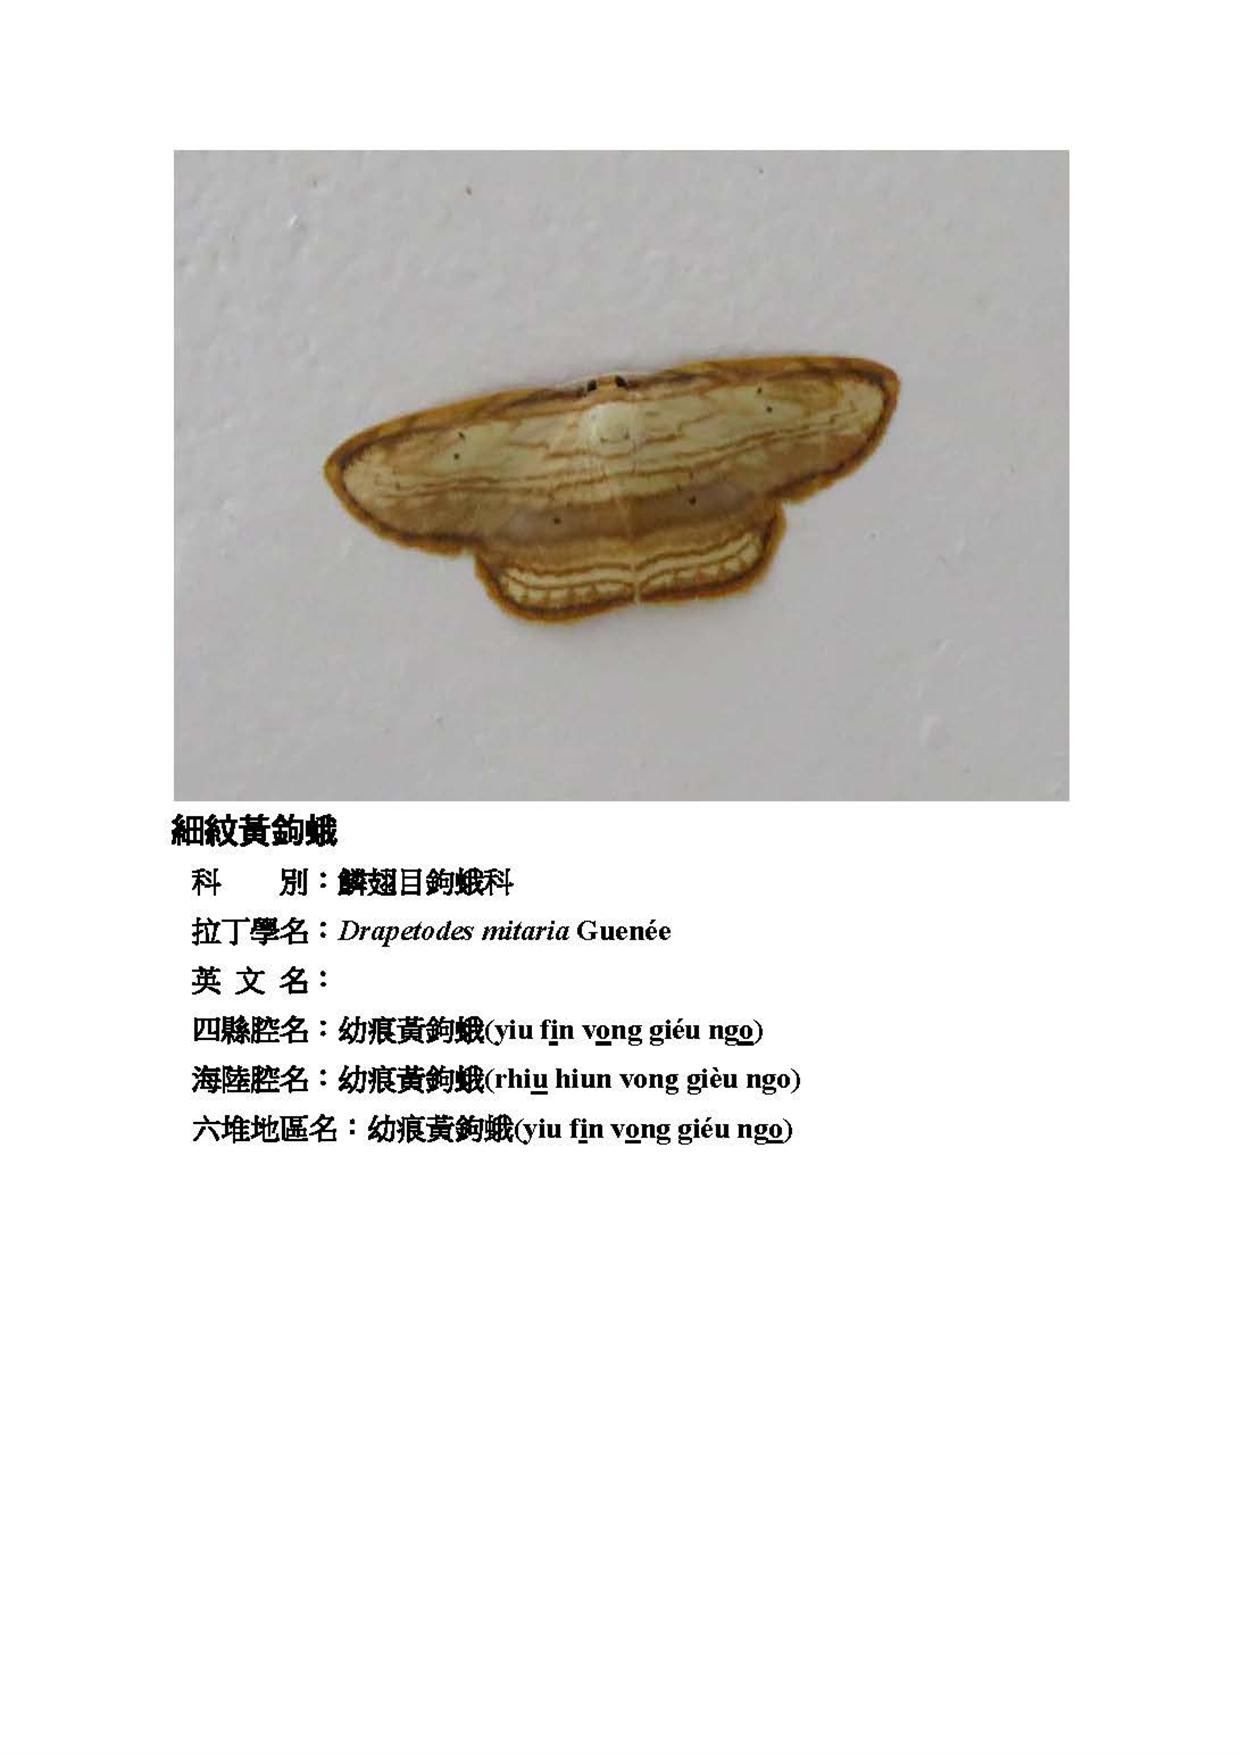 細紋黃鉤蛾
科　　別：鱗翅目鉤蛾科
拉丁學名：Drapetodes mitaria Guenée
英 文 名：
四縣腔名：幼痕黃鉤蛾(yiu fin vong giéu ngo)
海陸腔名：幼痕黃鉤蛾(rhiu hiun vong gièu ngo)
六堆地區名：幼痕黃鉤蛾(yiu fin vong giéu ngo)